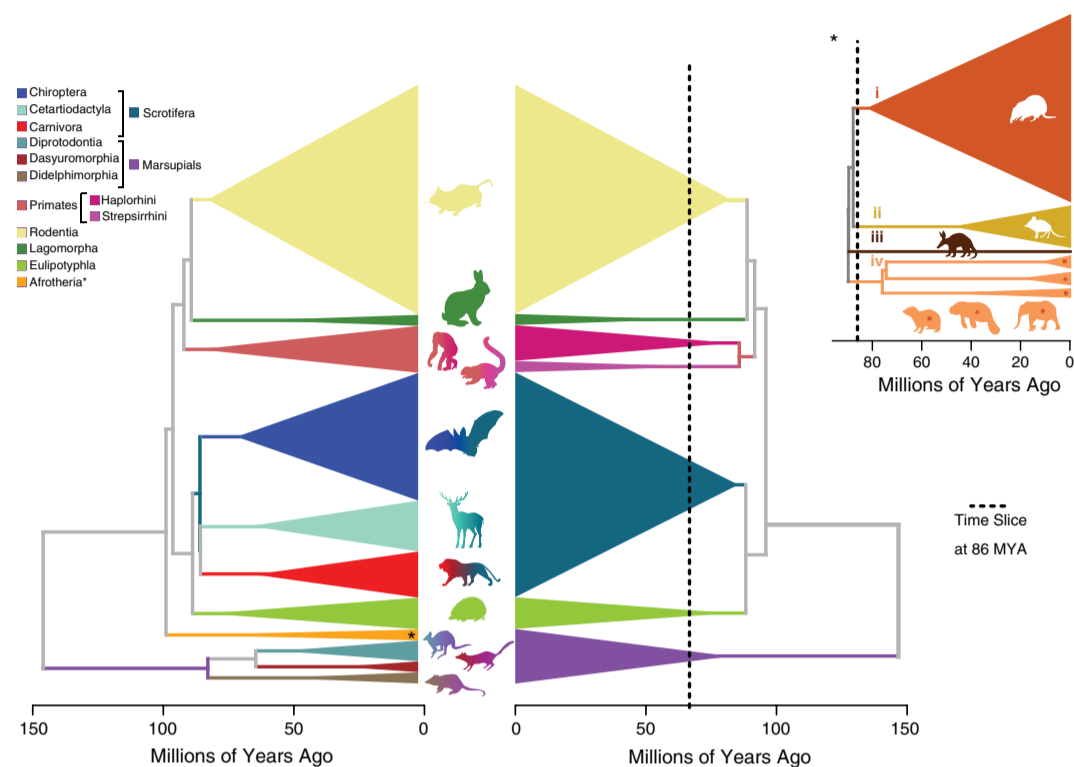 Chiroptera
Cetartiodactyla
Carnivora
Scrotifera
Diprotodontia
Dasyuromorphia
Didelphimorphia
Marsupials
Primates
Haplorhini
Strepsirrhini
Rodentia
Lagomorpha
Eulipotyphla
Afrotheria*
*
150 100 50 0
Millions of Years Ago
0 50 100 150
Millions of Years Ago
*
i
ii
iii
iv
80 60 40 20 0
Millions of Years Ago
Time Slice
at 86 MYA